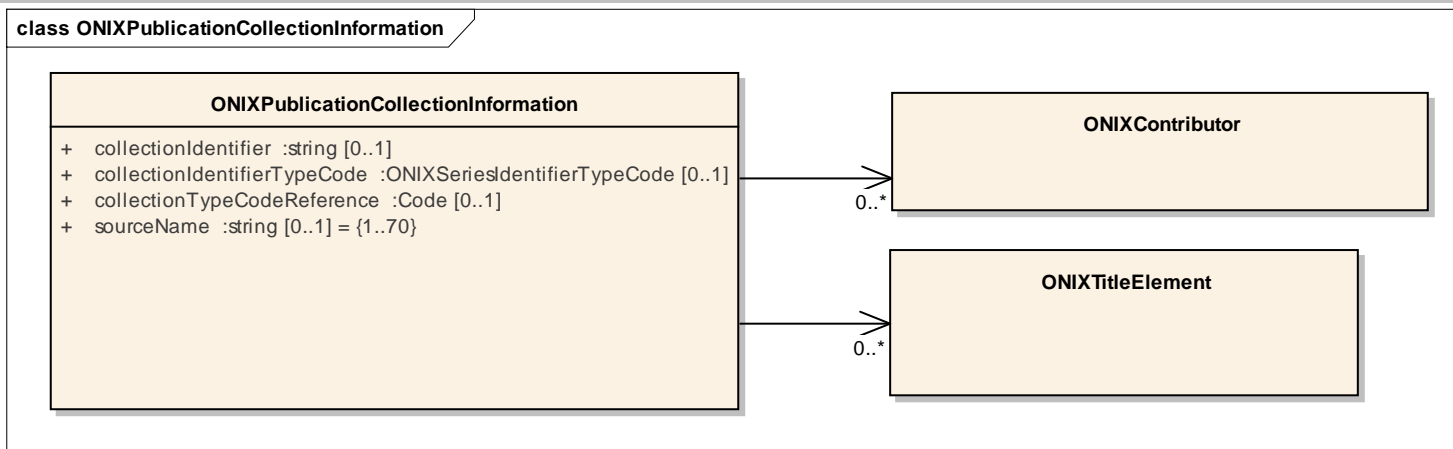 class ONIXPublicationCollectionInformation
ONIXPublicationCollectionInformation
+ collectionIdentifier :string [0..1]
+ collectionIdentifierTypeCode :ONIXSeriesIdentifierTypeCode [0..1]
+ collectionTypeCodeReference :Code [0..1]
+ sourceName :string [0..1] = {1..70}
ONIXContributor
0..*
ONIXTitleElement
0..*